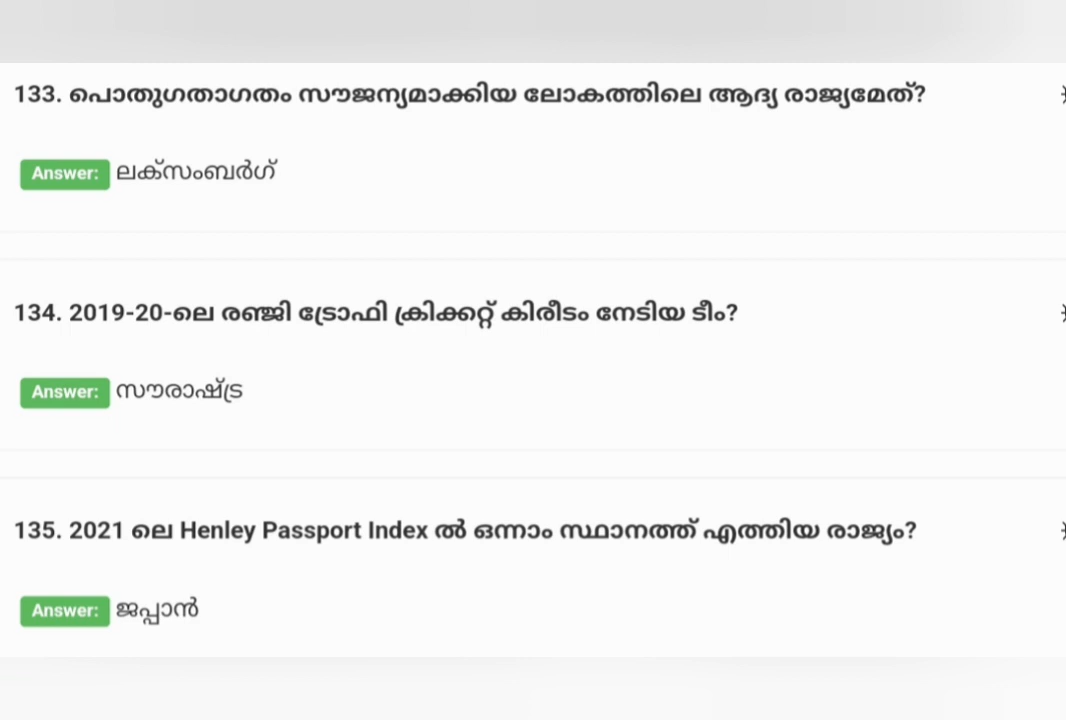 133. പൊതുഗതാഗതം സൗജന്യമാക്കിയ ലോകത്തിലെ ആദ്യ രാജ്യമേത്?
Answer: ലക്സംബർഗ്
134. 2019-20-ലെ രഞ്ജി ട്രോഫി ക്രിക്കറ്റ് കിരീടം നേടിയ ടീം?
Answer: സൗരാഷ്ട്ര
135. 2021 ലെ Henley Passport Index ൽ ഒന്നാം സ്ഥാനത്ത് എത്തിയ രാജ്യം?
Answer: ജപ്പാൻ